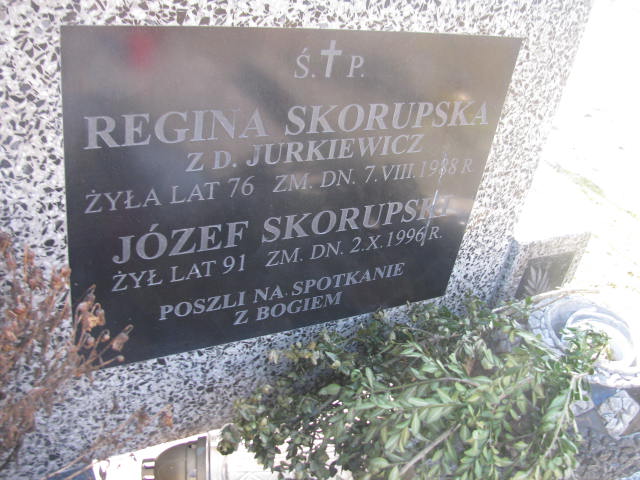 Ś. ✝ P.
REGINA SKORUPSKA
Z D. JURKIEWICZ
ŻYŁA LAT 76 ZM. DN. 7. VIII. 1988 R.
JÓZEF SKORUPSKI
ŻYŁ LAT 91 ZM. DN. 2. X. 1996 R.
POSZLI NA SPOTKANIE
Z BOGIEM